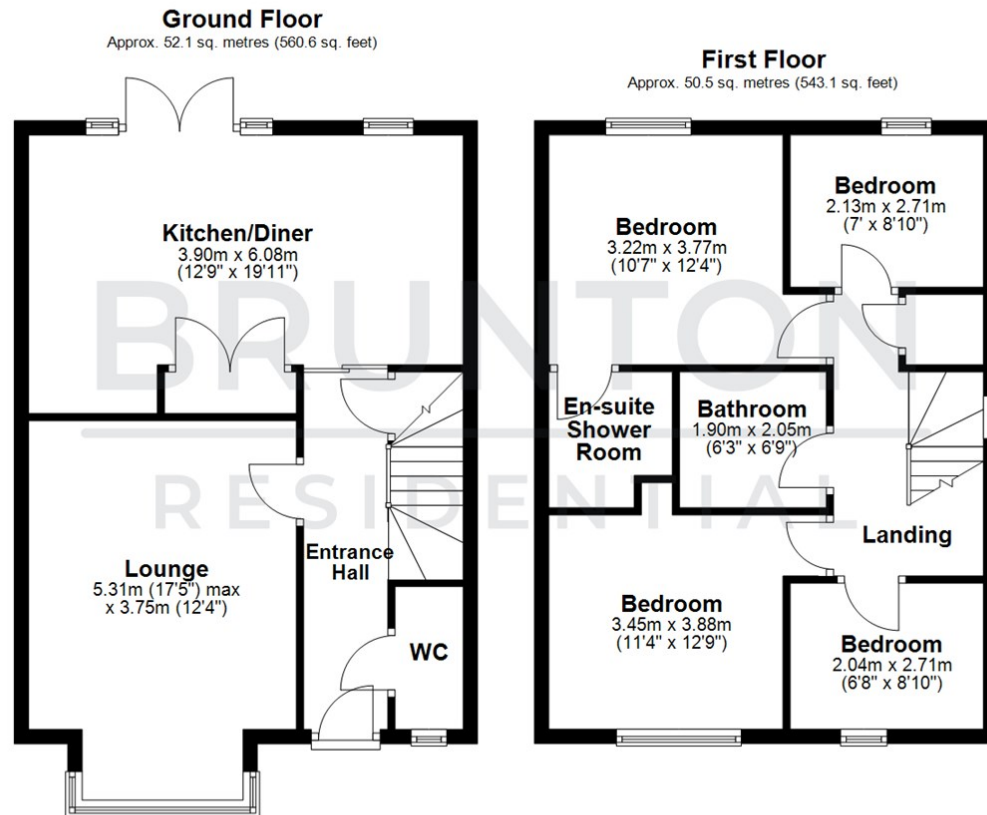 Ground Floor
Approx. 52.1 sq. metres (560.6 sq. feet)
Kitchen/Diner
3.90m x 6.08m
(12'9" x 19'11")
Lounge
5.31m (17'5") max
x 3.75m (12'4")
Entrance
Hall
WC
First Floor
Approx. 50.5 sq. metres (543.1 sq. feet)
Bedroom
3.22m x 3.77m
(10'7" x 12'4")
Bedroom
2.13m x 2.71m
(7' x 8'10")
En-suite
Shower
Room
Bathroom
1.90m x 2.05m
(6'3" x 6'9")
Landing
Bedroom
3.45m x 3.88m
(11'4" x 12'9")
Bedroom
2.04m x 2.71m
(6'8" x 8'10")
BRUNTON
RESIDENTIAL